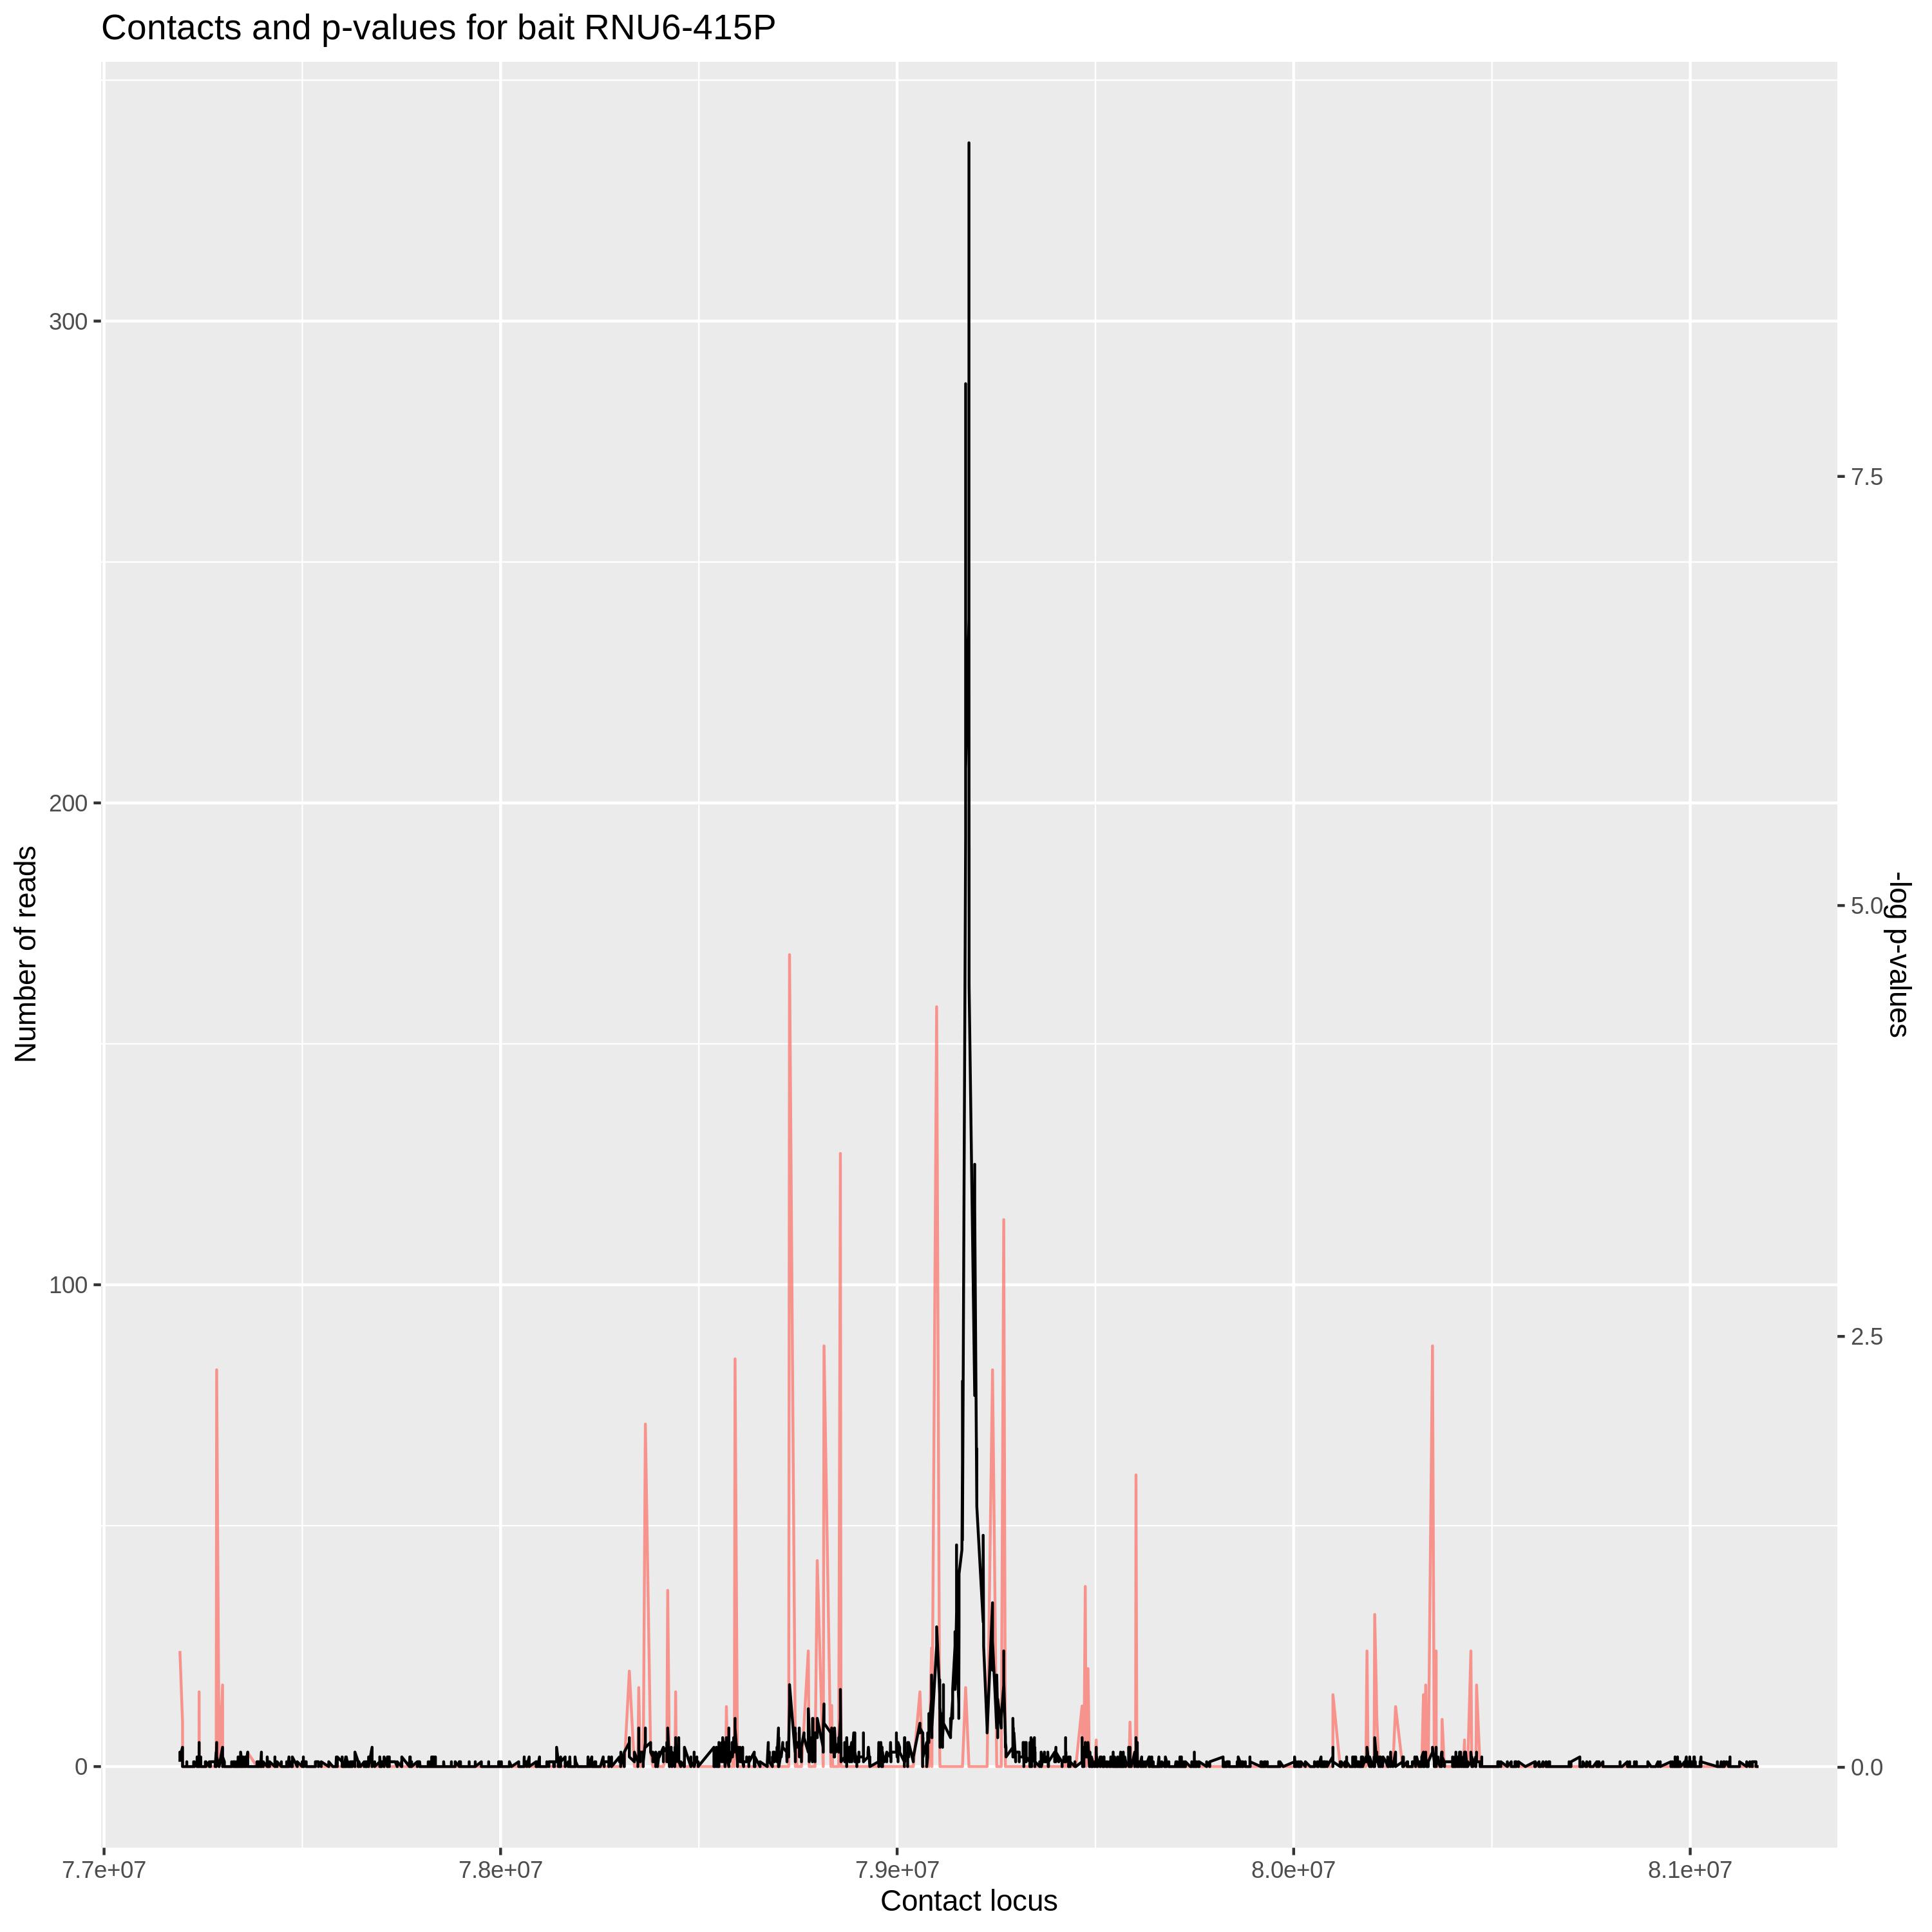 Contacts and p-values for bait RNU6-415P
Number of reads
300
200
100
0
7.5
5.0
2.5
0.0
-log p-values
7.7e+07
7.8e+07
7.9e+07
8.0e+07
8.1e+07
Contact locus